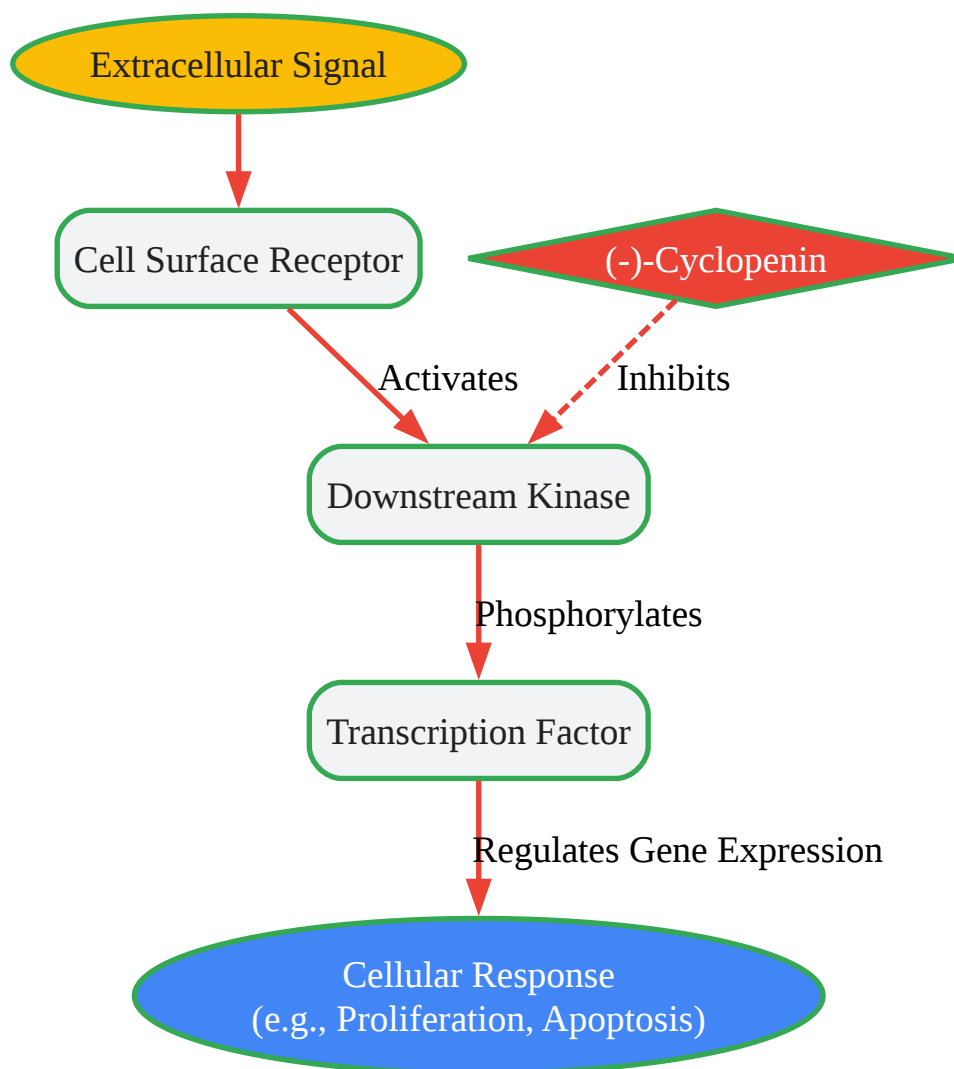 Extracellular Signal
Cell Surface Receptor
(-)-Cyclopenin
Activates
Inhibits
Downstream Kinase
Phosphorylates
Transcription Factor
Regulates Gene Expression
Cellular Response
(e.g., Proliferation, Apoptosis)